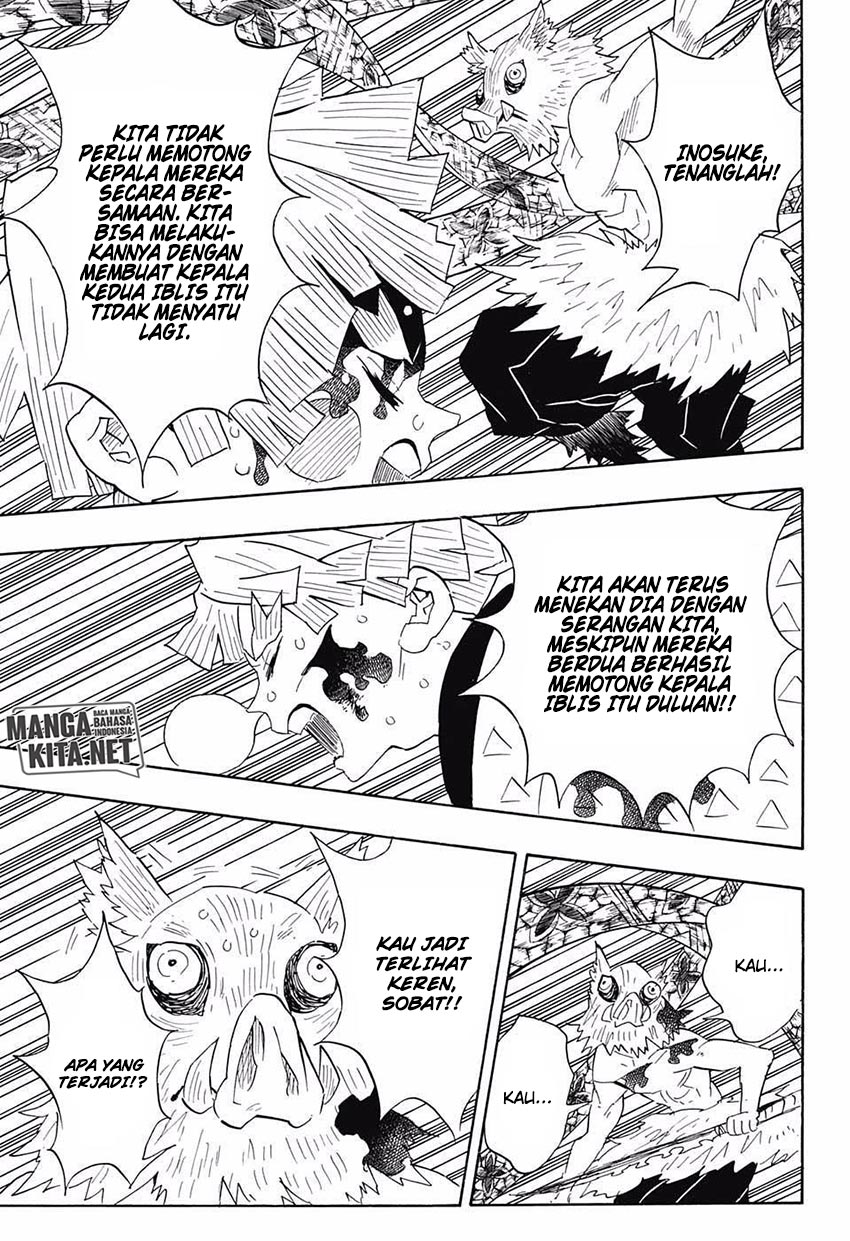 INOSUKE,
TENANGLAH!
KITA TIDAK
PERLU MEMOTONG
KEPALA MEREKA
SECARA BER-
SAMAAN. KITA
BISA MELAKU-
KANNYA DENGAN
MEMBUAT KEPALA
KEDUA IBLIS ITU
TIDAK MENYATU
LAGI.
KITA AKAN TERUS
MENEKAN DIA DENGAN
SERANGAN KITA,
MESKIPUN MEREKA
BERDUA BERHASIL
MEMOTONG KEPALA
IBLIS ITU DULUAN!!
MANGA
KITA.NET
BACA MANGA
BAHASA
INDONESIA
KAU...
KAU...
KAU JADI
TERLIHAT
KEREN,
SOBAT!!
APA YANG
TERJADI!?